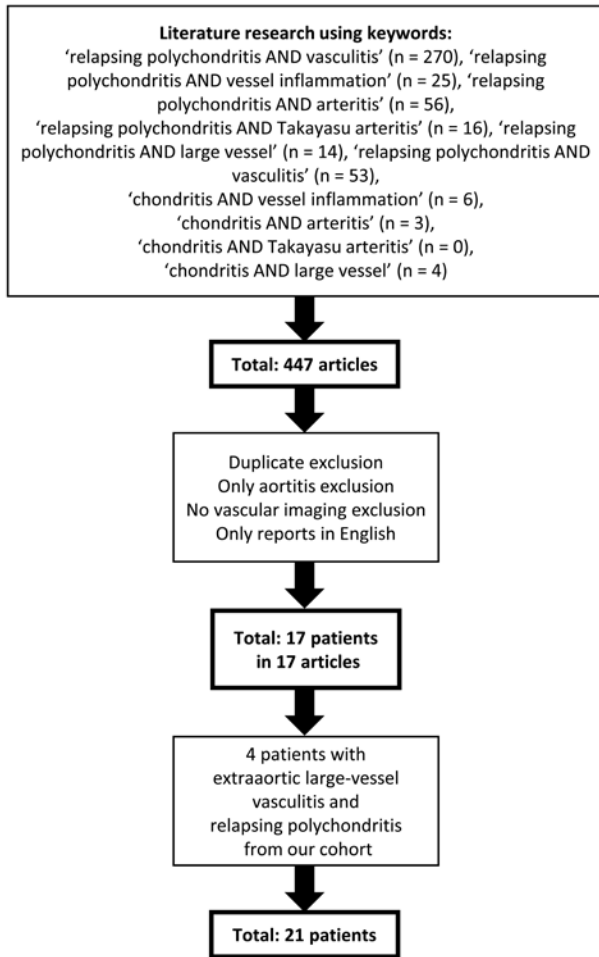 Literature research using keywords:
‘relapsing polychondritis AND vasculitis’ (n = 270), ‘relapsing
polychondritis AND vessel inflammation’ (n = 25), ‘relapsing
polychondritis AND arteritis’ (n = 56),
‘relapsing polychondritis AND Takayasu arteritis’ (n = 16), ‘relapsing
polychondritis AND large vessel’ (n = 14), ‘relapsing polychondritis AND
vasculitis’ (n = 53),
‘chondritis AND vessel inflammation’ (n = 6),
‘chondritis AND arteritis’ (n = 3),
‘chondritis AND Takayasu arteritis’ (n = 0),
‘chondritis AND large vessel’ (n = 4)
Total: 447 articles
Duplicate exclusion
Only aortitis exclusion
No vascular imaging exclusion
Only reports in English
Total: 17 patients
in 17 articles
4 patients with
extraaortic large-vessel
vasculitis and
relapsing polychondritis
from our cohort
Total: 21 patients